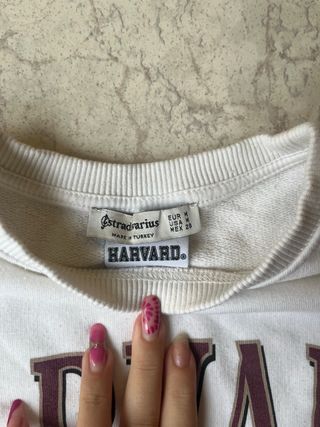 Stradivarius
MADE IN TURKEY
EUR M
USA M
MEX 28
HARVARD®